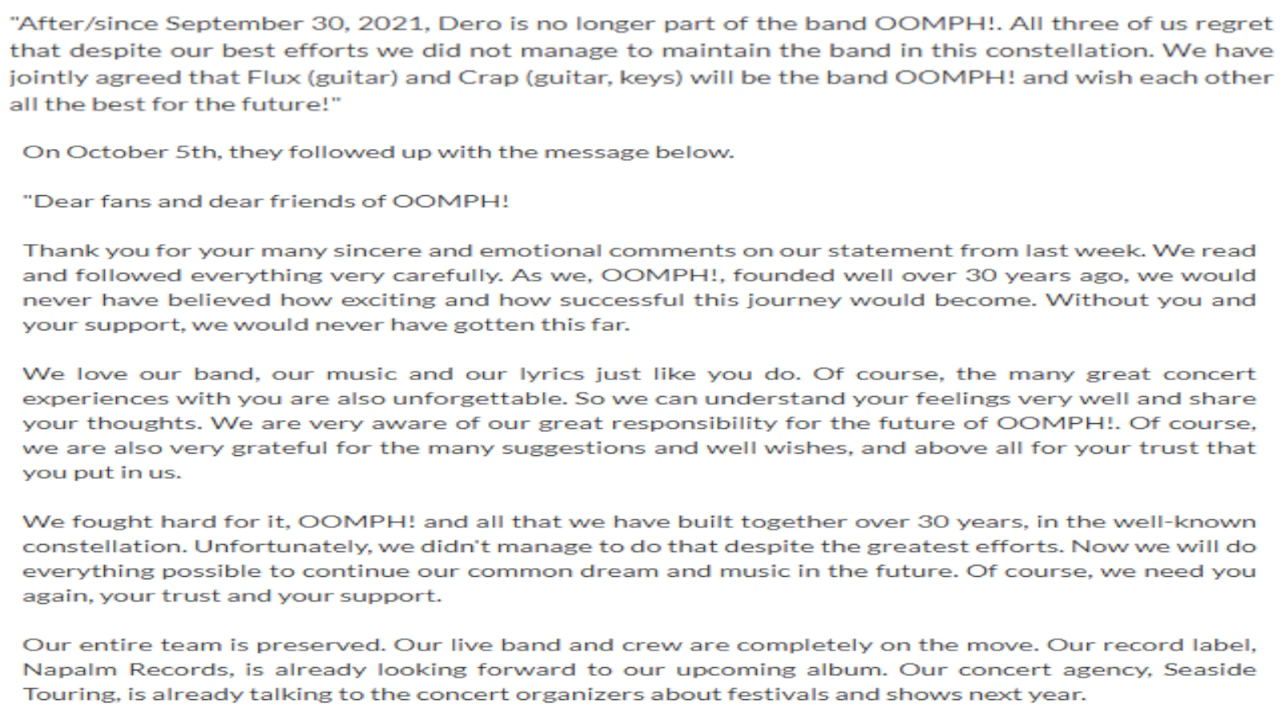 "After/since September 30, 2021, Dero is no longer part of the band OOMPH!. All three of us regret
that despite our best efforts we did not manage to maintain the band in this constellation. We have
jointly agreed that Flux (guitar) and Crap (guitar, keys) will be the band OOMPH! and wish each other
all the best for the future!"
On October 5th, they followed up with the message below.
"Dear fans and dear friends of OOMPH!
Thank you for your many sincere and emotional comments on our statement from last week. We read
and followed everything very carefully. As we, OOMPH!, founded well over 30 years ago, we would
never have believed how exciting and how successful this journey would become. Without you and
your support, we would never have gotten this far.
We love our band, our music and our lyrics just like you do. Of course, the many great concert
experiences with you are also unforgettable. So we can understand your feelings very well and share
your thoughts. We are very aware of our great responsibility for the future of OOMPH!. Of course,
we are also very grateful for the many suggestions and well wishes, and above all for your trust that
you put in us.
We fought hard for it, OOMPH! and all that we have built together over 30 years, in the well-known
constellation. Unfortunately, we didn't manage to do that despite the greatest efforts. Now we will do
everything possible to continue our common dream and music in the future. Of course, we need you
again, your trust and your support.
Our entire team is preserved. Our live band and crew are completely on the move. Our record label,
Napalm Records, is already looking forward to our upcoming album. Our concert agency, Seaside
Touring, is already talking to the concert organizers about festivals and shows next year.